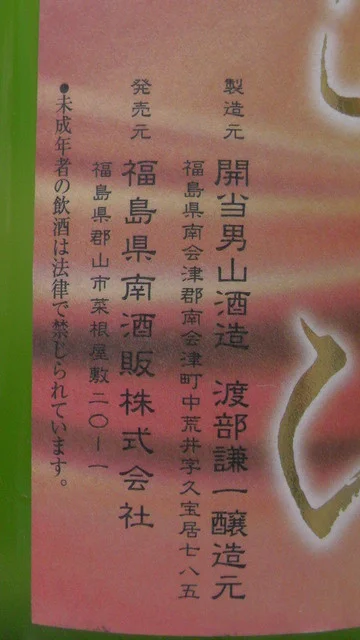 製造元 開当男山酒造 渡部謙一醸造元
福島県南会津郡南会津町中荒井字久宝居七八五
発売元 福島県南酒販株式会社
福島県郡山市菜根屋敷二〇一一
●未成年者の飲酒は法律で禁じられています。